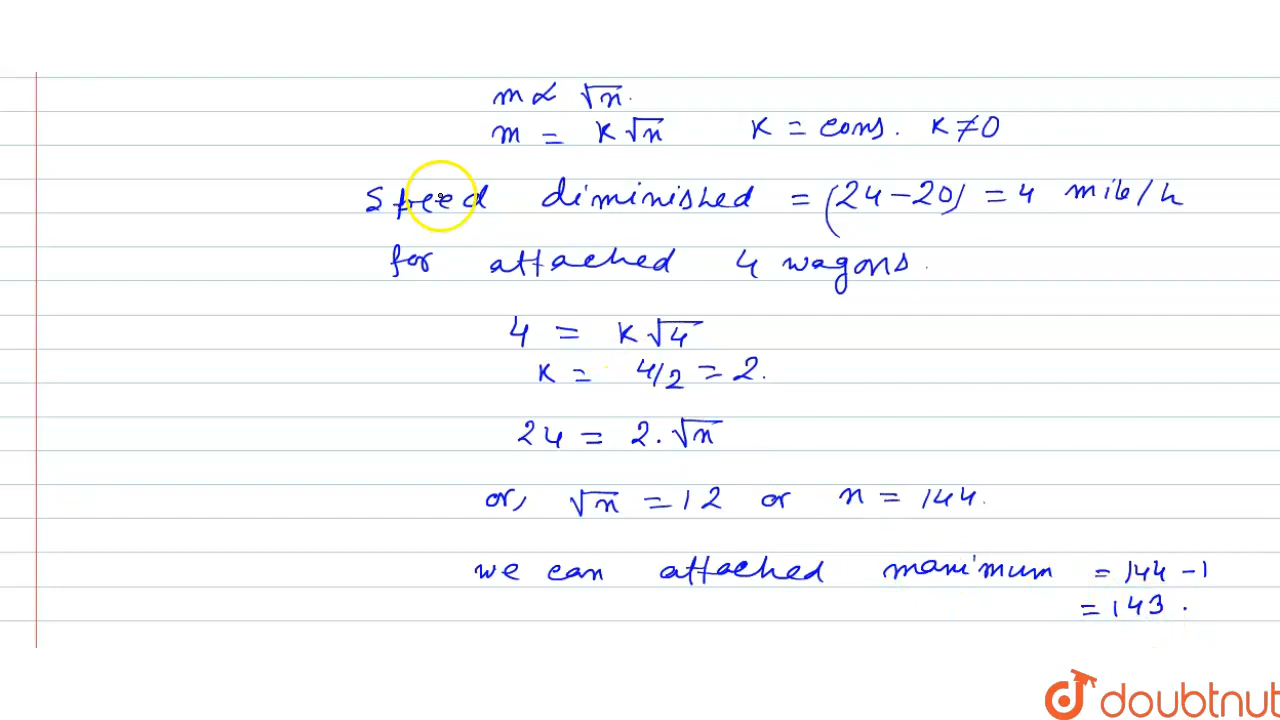 m ∝ √n.
m = K√n K = cons. K ≠ 0
Speed diminished = (24-20) = 4 mile/h
for attached 4 wagons.
4 = K√4
K = 4/2 = 2.
24 = 2.√n
or, √n = 12 or n = 144.
we can attached maximum = 144 - 1
= 143.
doubtnut